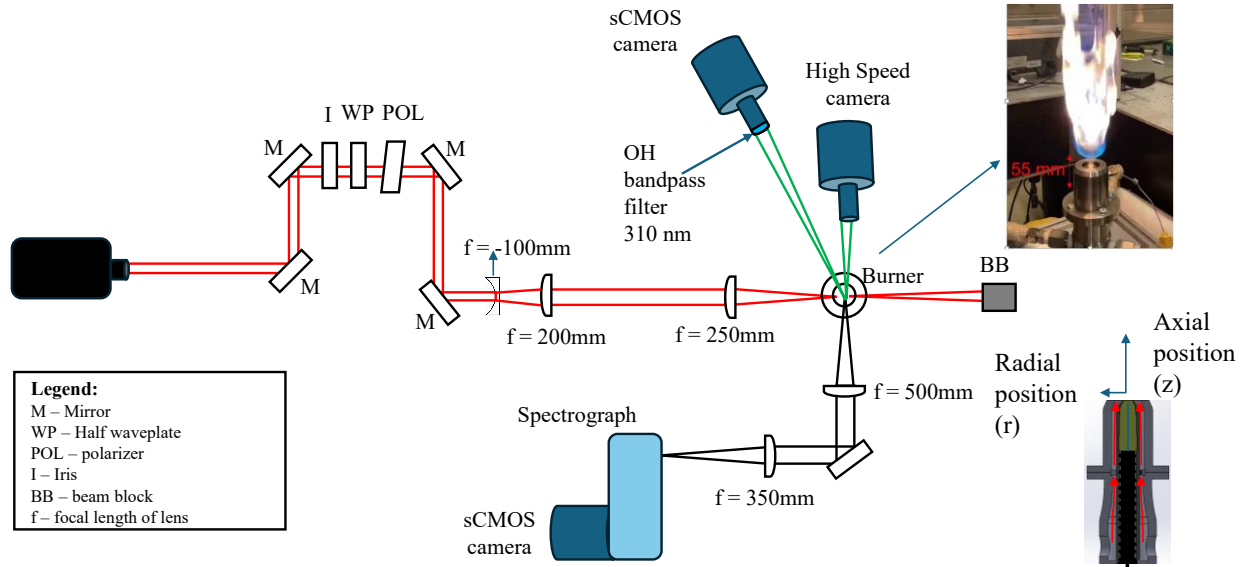 sCMOS
camera
High Speed
camera
I WP POL
M
M
OH
bandpass
filter
310 nm
55 mm
f = -100mm
Burner
BB
M
M
f = 200mm
f = 250mm
Axial
position
(z)
Radial
position
(r)
f = 500mm
Legend:
M – Mirror
WP – Half waveplate
POL – polarizer
I – Iris
BB – beam block
f – focal length of lens
Spectrograph
f = 350mm
sCMOS
camera